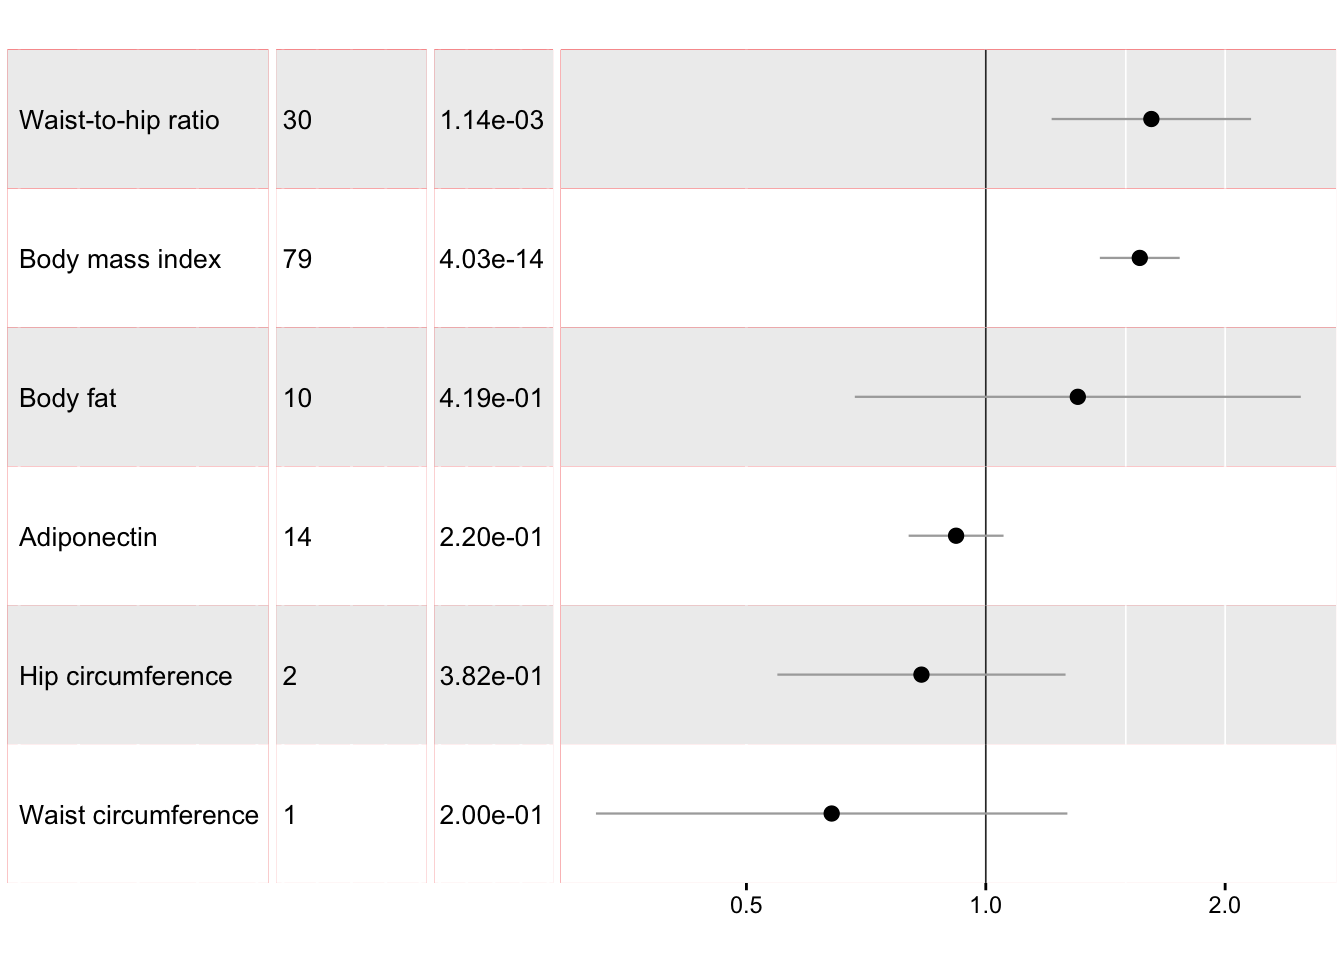 Waist-to-hip ratio 30 1.14e-03
Body mass index 79 4.03e-14
Body fat 10 4.19e-01
Adiponectin 14 2.20e-01
Hip circumference 2 3.82e-01
Waist circumference 1 2.00e-01
0.5 1.0 2.0